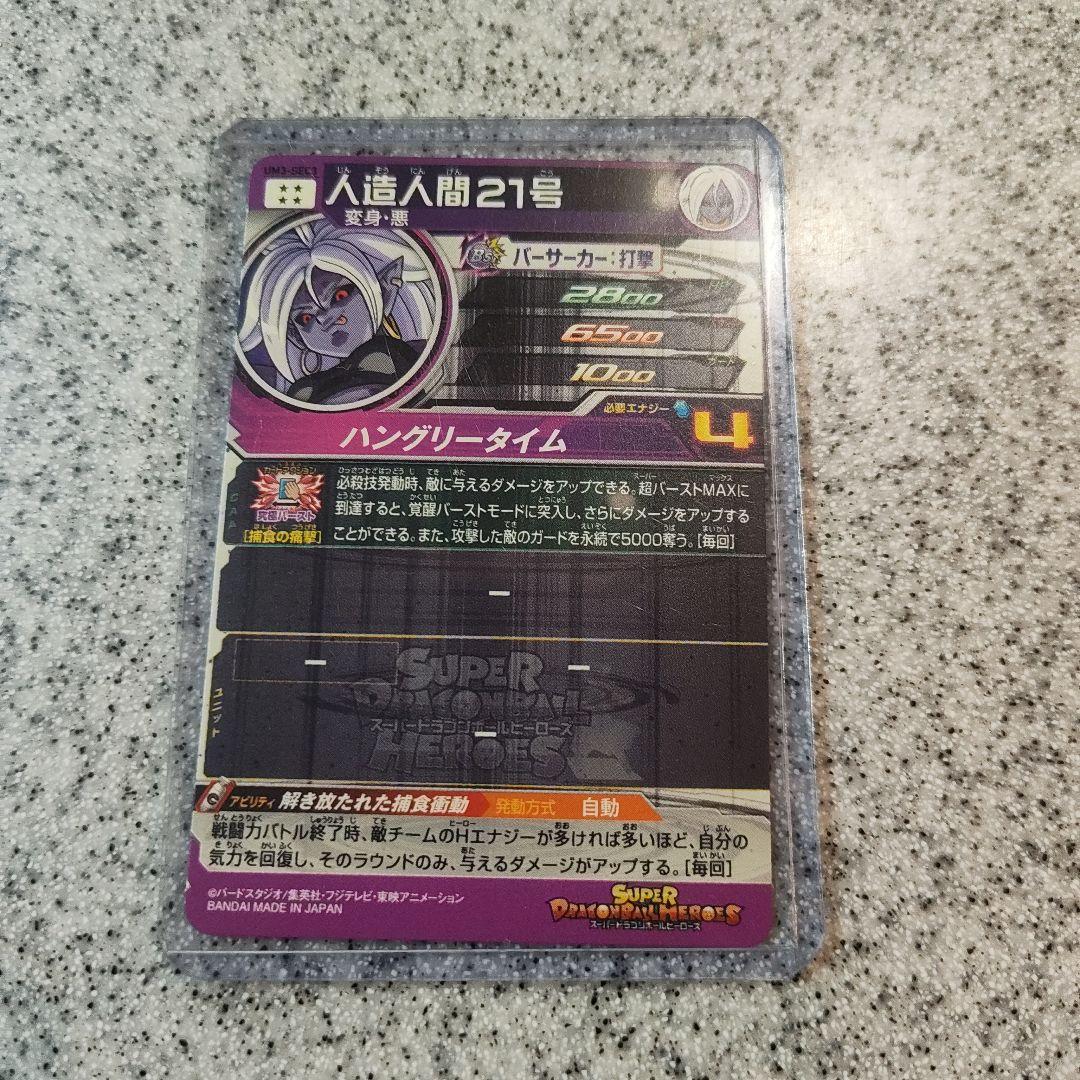 UM3-SEC3
人造人間21号
変身・悪
バーサーカー：打撃
2800
6500
1000
必要エナジー 4
ハングリータイム
究極バースト
[捕食の痛撃]
必殺技発動時、敵に与えるダメージをアップできる。超バーストMAXに
到達すると、覚醒バーストモードに突入し、さらにダメージをアップする
ことができる。また、攻撃した敵のガードを永続で5000奪う。[毎回]
CAA
ユニット
SUPER
DRAGONBALL
スーパードラゴンボールヒーローズ
HEROES
アビリティ 解き放たれた捕食衝動 発動方式 自動
戦闘力バトル終了時、敵チームのHエナジーが多ければ多いほど、自分の
気力を回復し、そのラウンドのみ、与えるダメージがアップする。[毎回]
©バードスタジオ/集英社・フジテレビ・東映アニメーション
BANDAI MADE IN JAPAN
SUPER
DRAGONBALL HEROES
スーパードラゴンボールヒーローズ